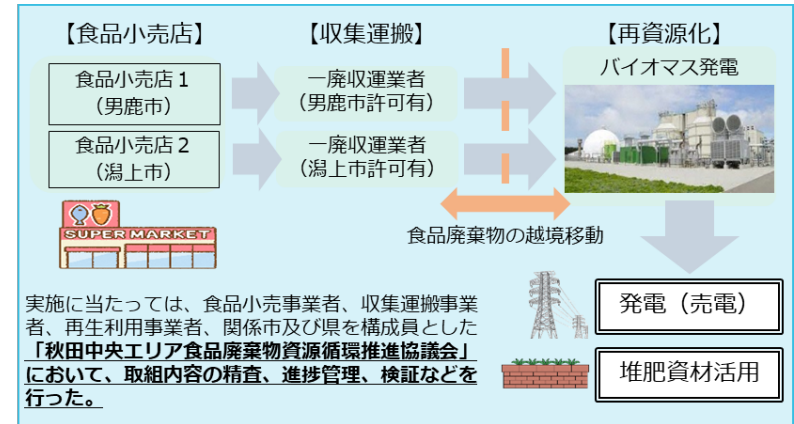 【食品小売店】
【収集運搬】
【再資源化】
食品小売店１
（男鹿市）
一廃収運業者
（男鹿市許可有）
バイオマス発電
食品小売店２
（潟上市）
一廃収運業者
（潟上市許可有）
SUPER MARKET
食品廃棄物の越境移動
発電（売電）
堆肥資材活用
実施に当たっては、食品小売事業者、収集運搬事業
者、再生利用事業者、関係市及び県を構成員とした
「秋田中央エリア食品廃棄物資源循環推進協議会」
において、取組内容の精査、進捗管理、検証などを
行った。